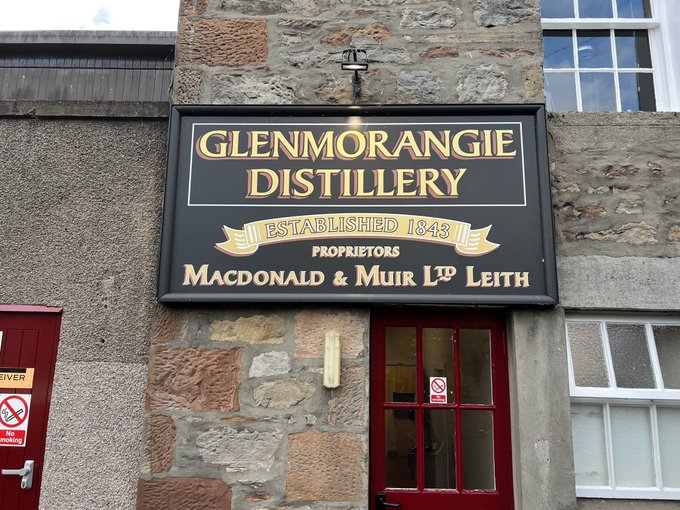 GLENMORANGIE
DISTILLERY
ESTABLISHED 1843
PROPRIETORS
MACDONALD & MUIR LTD LEITH
EIVER
No
smoking